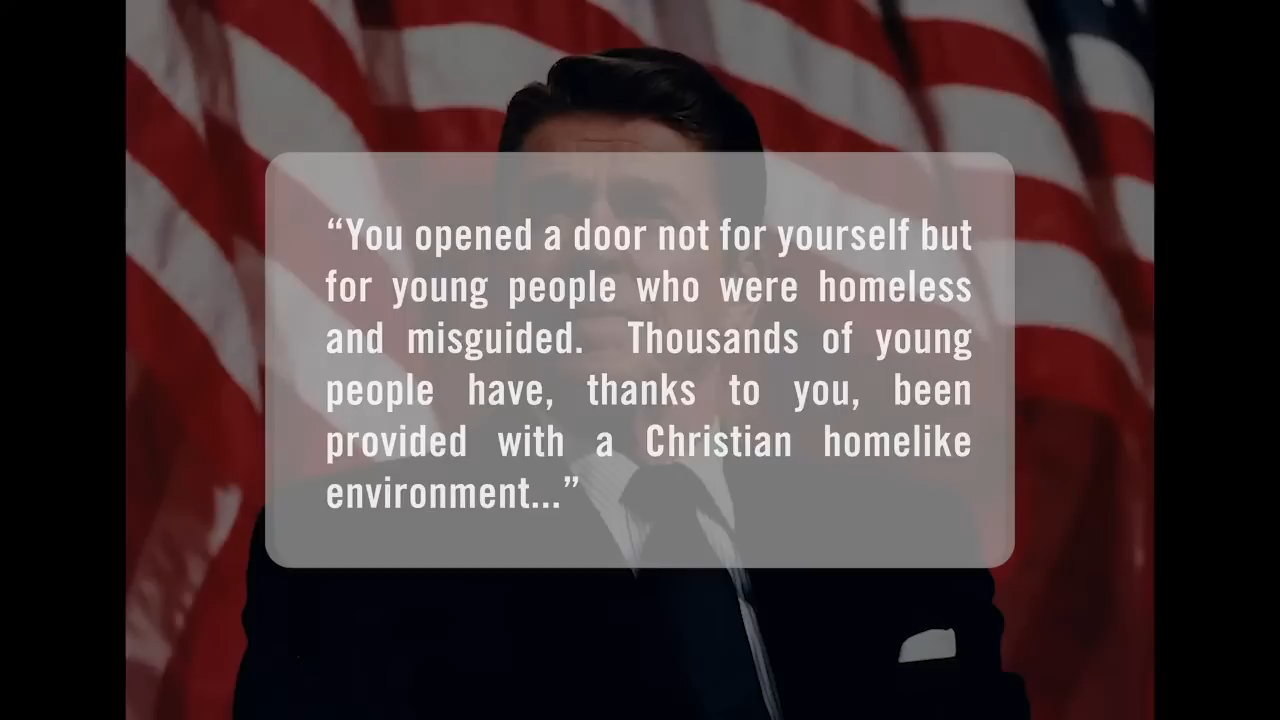 “You opened a door not for yourself but
for young people who were homeless
and misguided. Thousands of young
people have, thanks to you, been
provided with a Christian homelike
environment...”